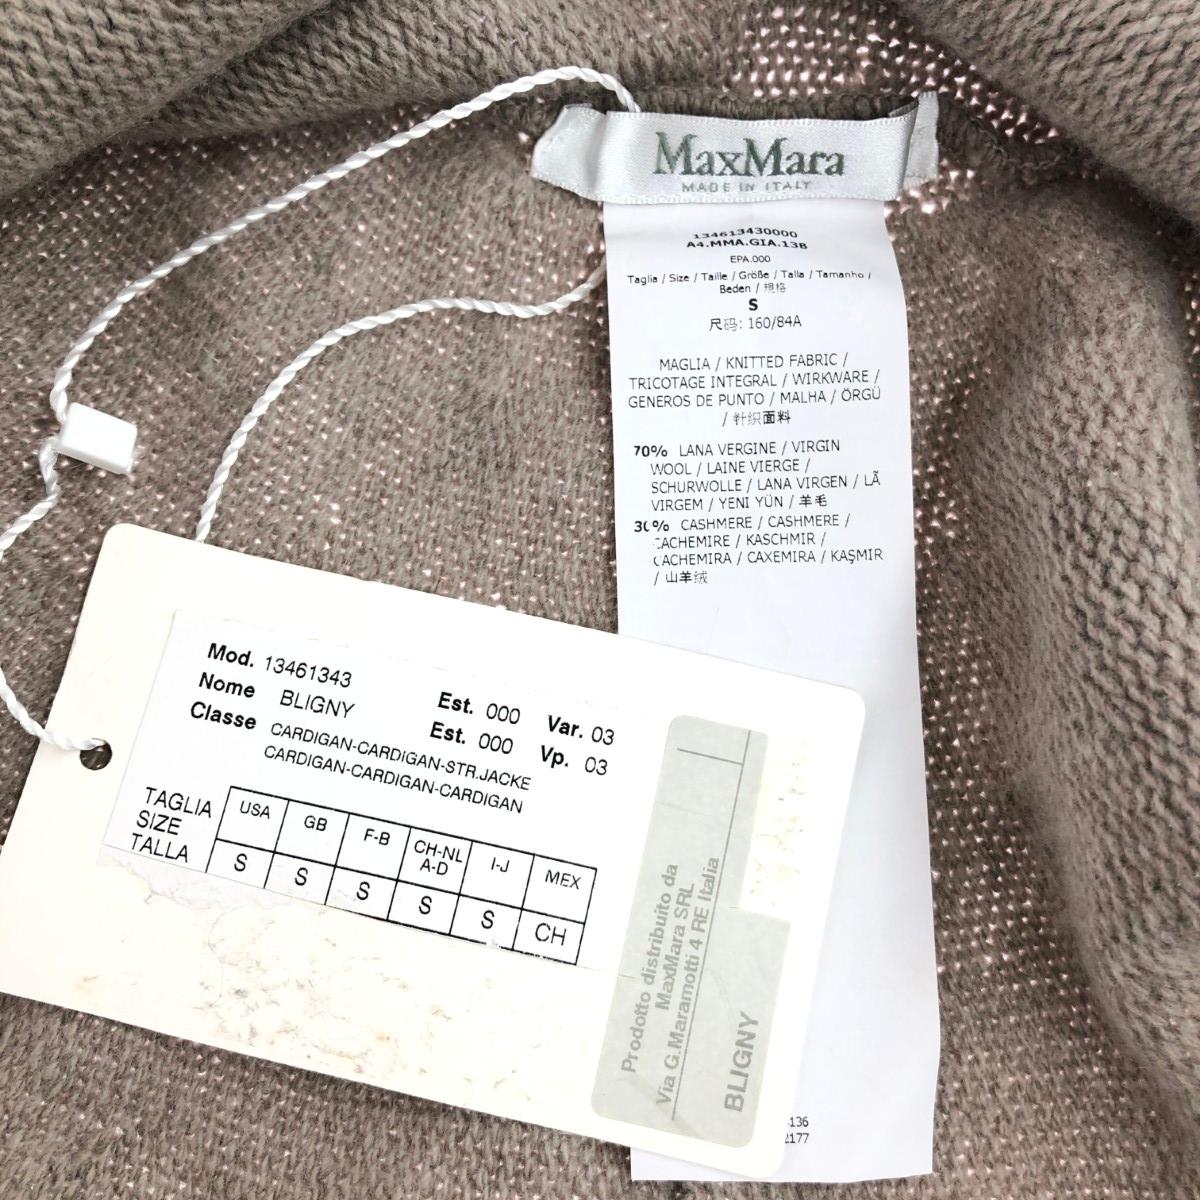 MaxMara
MADE IN ITALY
134613430000
A4.MMA.GIA.13B
EPA.000
Taglia / Size / Taille / Größe / Talla / Tamanho /
Beden / 规格
S
尺码: 160/84A
MAGLIA / KNITTED FABRIC /
TRICOTAGE INTEGRAL / WIRKWARE /
GENEROS DE PUNTO / MALHA / ÖRGÜ
/ 针织面料
70% LANA VERGINE / VIRGIN
WOOL / LAINE VIERGE /
SCHURWOLLE / LANA VIRGEN / LÃ
VIRGEM / YENI YÜN / 羊毛
30% CASHMERE / CASHMERE /
CACHEMIRE / KASCHMIR /
CACHEMIRA / CAXEMIRA / KAŞMIR
/ 山羊绒
Mod. 13461343
Nome BLIGNY Est. 000 Var. 03
Classe Est. 000 Vp. 03
CARDIGAN-CARDIGAN-STR.JACKE
CARDIGAN-CARDIGAN-CARDIGAN
TAGLIA
SIZE
TALLA
USA GB F-B CH-NL A-D I-J MEX
S S S S S CH
Prodotto distribuito da
MaxMara SRL
Via G.Maramotti 4 RE Italia
BLIGNY
136
2177